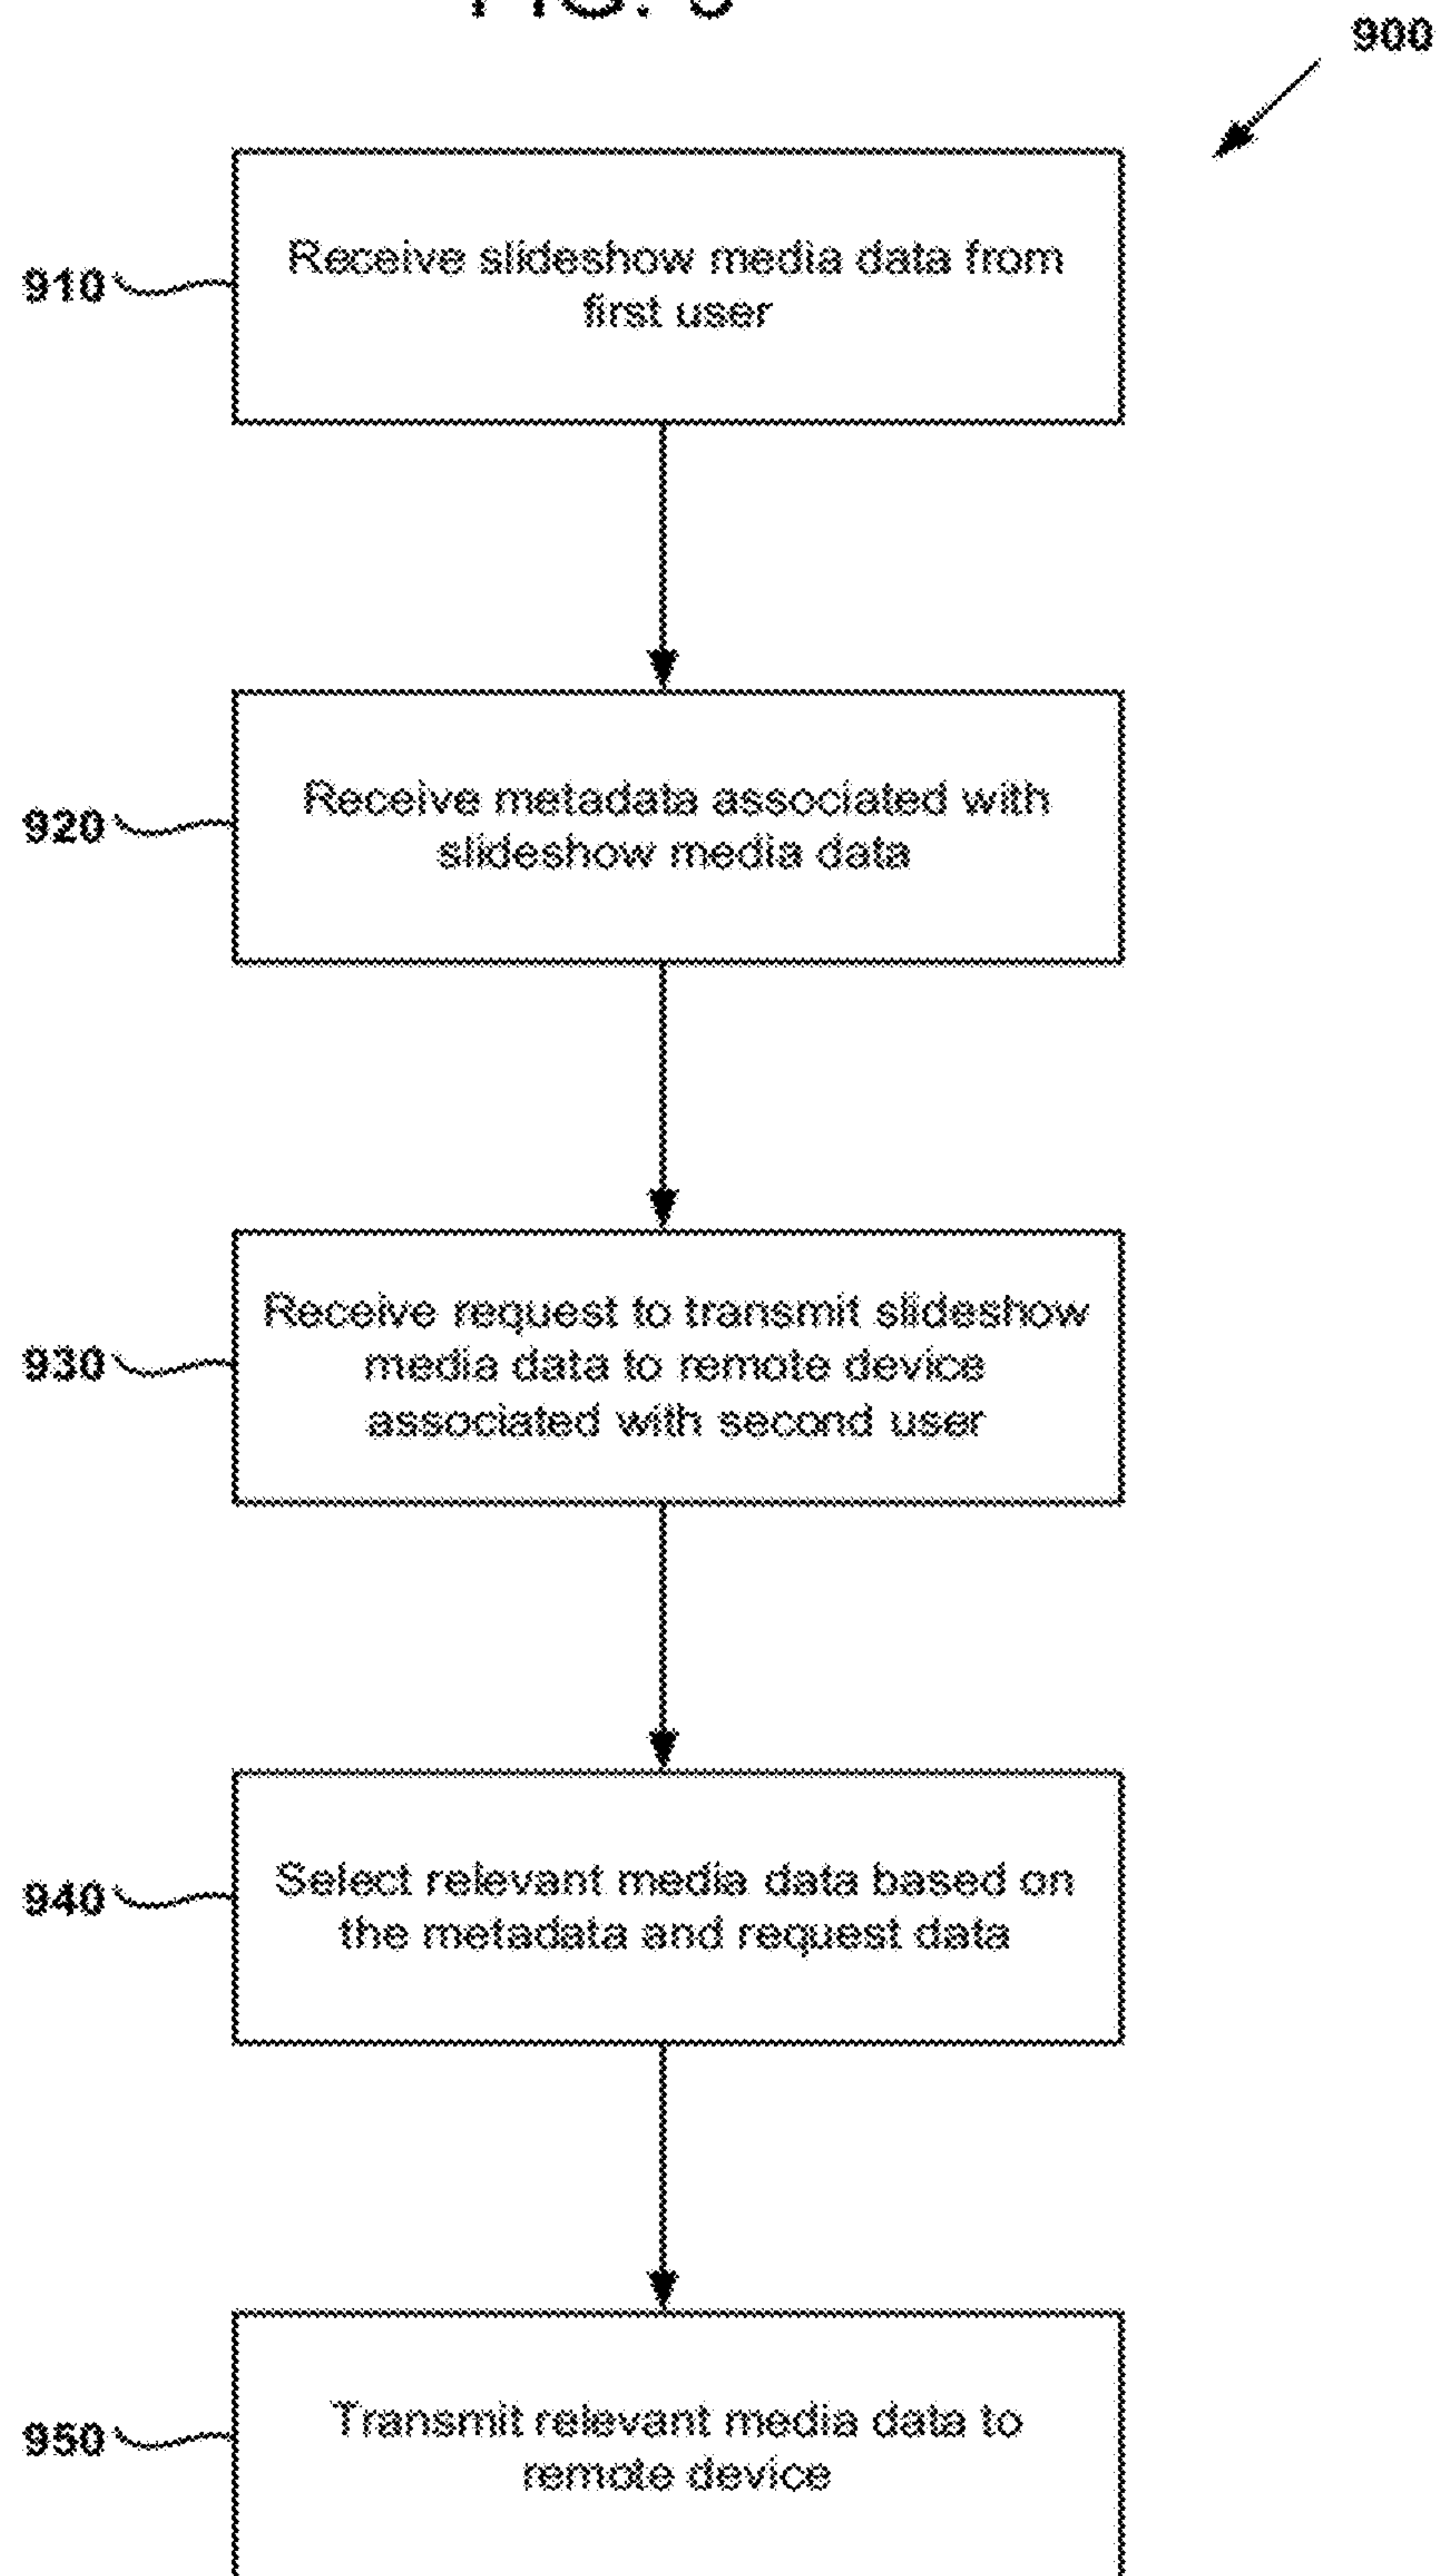 FIG. 9
900
910
Receive slideshow media data from
first user
920
Receive metadata associated with
slideshow media data
930
Receive request to transmit slideshow
media data to remote device
associated with second user
940
Select relevant media data based on
the metadata and request data
950
Transmit relevant media data to
remote device